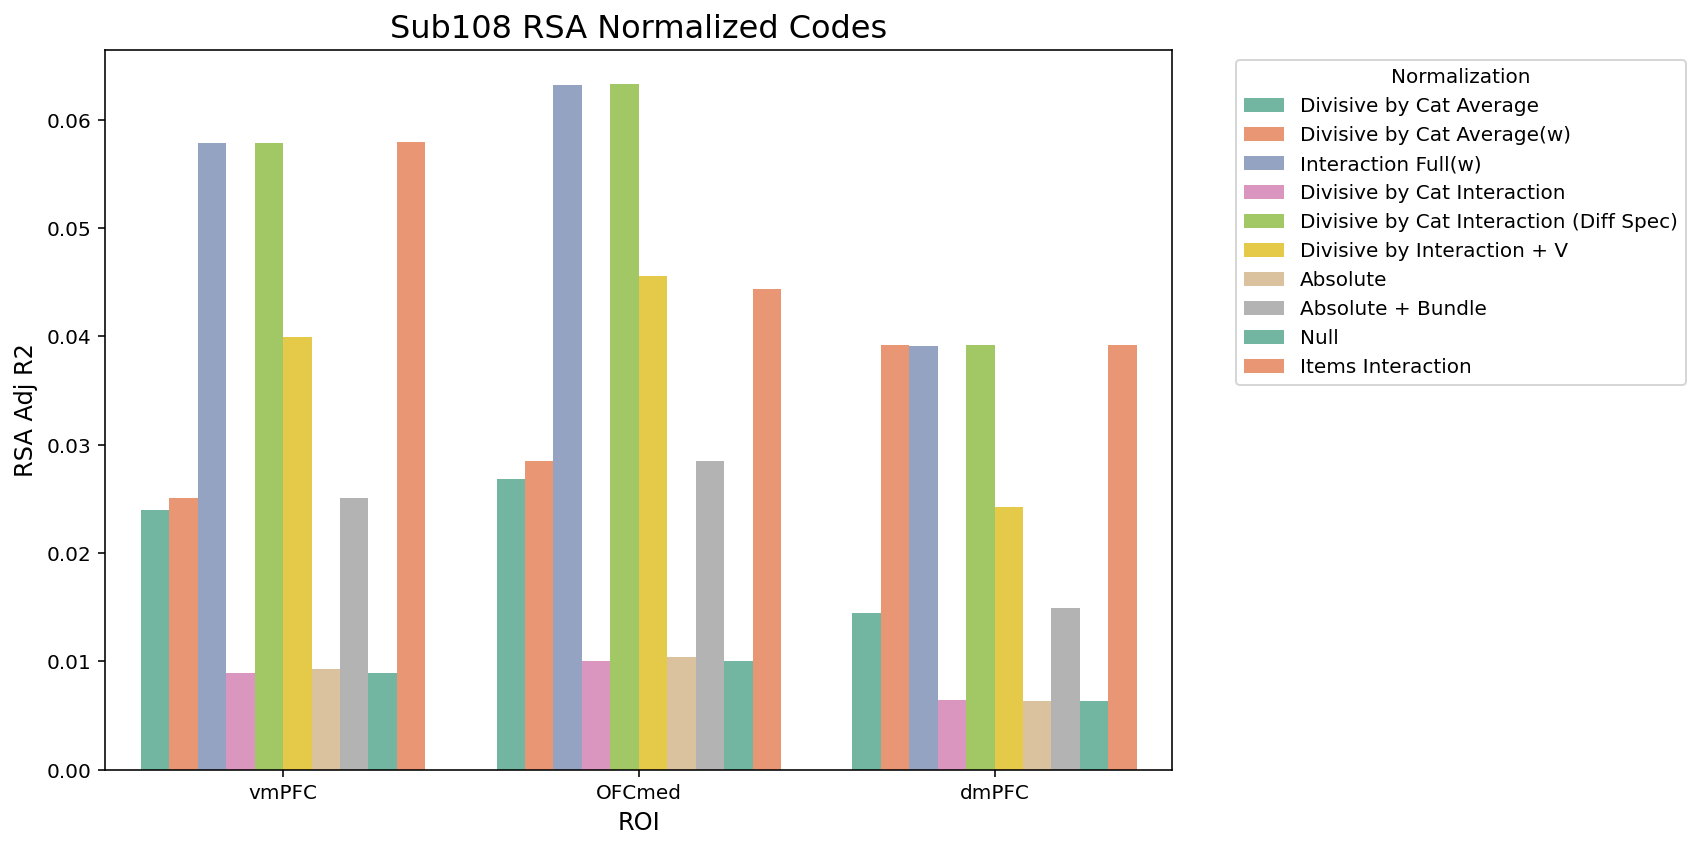 Sub108 RSA Normalized Codes
RSA Adj R2
0.06
0.05
0.04
0.03
0.02
0.01
0.00
vmPFC
OFCmed
dmPFC
ROI
Normalization
Divisive by Cat Average
Divisive by Cat Average(w)
Interaction Full(w)
Divisive by Cat Interaction
Divisive by Cat Interaction (Diff Spec)
Divisive by Interaction + V
Absolute
Absolute + Bundle
Null
Items Interaction